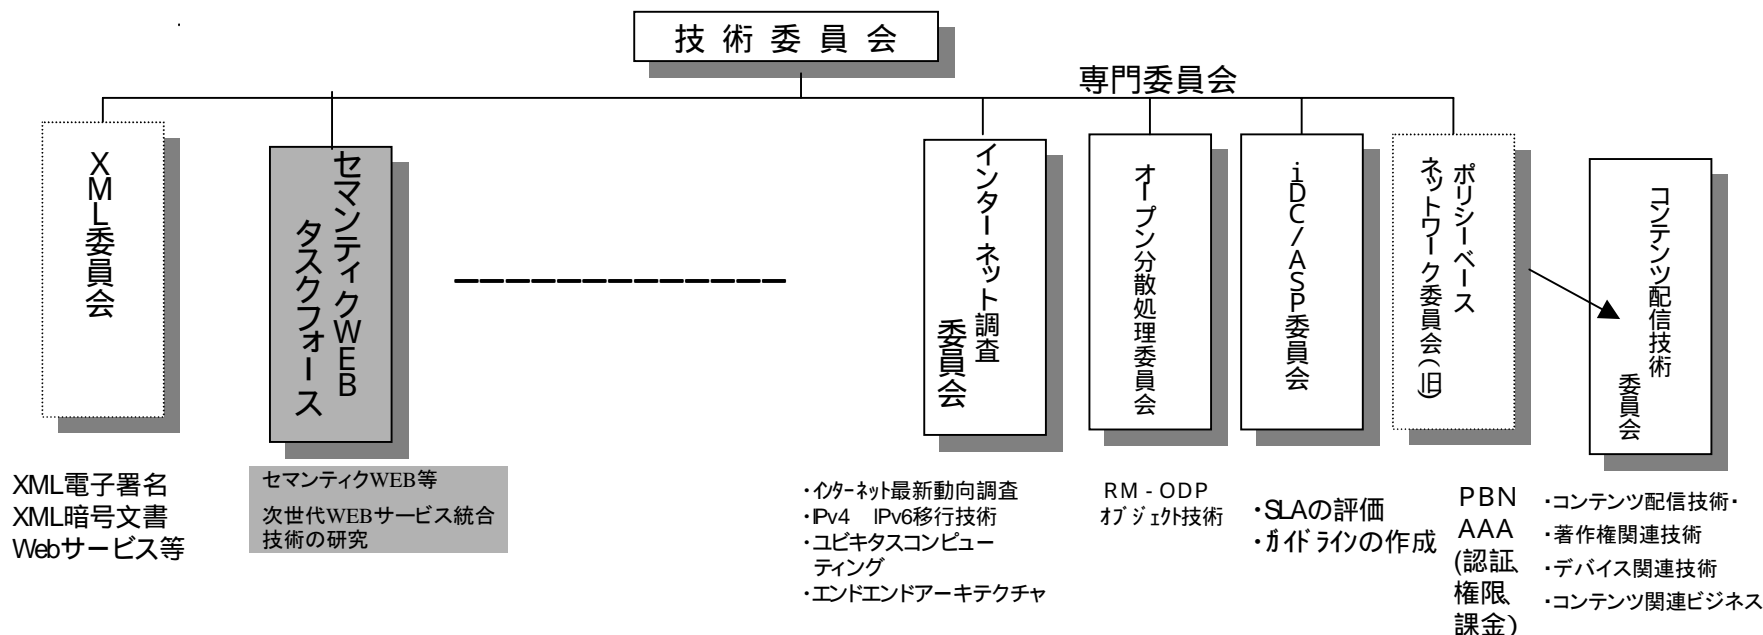 技術委員会
専門委員会
XML委員会
セマンティクWEB
タスクフォース
インターネット調査
委員会
オープン分散処理委員会
iDC/ASP委員会
ポリシーベース
ネットワーク委員会(旧)
コンテンツ配信技術
委員会
XML電子署名
XML暗号文書
Webサービス等
セマンティクWEB等
次世代WEBサービス統合
技術の研究
・インターネット最新動向調査
・IPv4 IPv6移行技術
・ユビキタスコンピュー
ティング
・エンドエンドアーキテクチャ
RM-ODP
オブジェクト技術
・SLAの評価
・ガイドラインの作成
PBN
AAA
(認証、
権限、
課金)
・コンテンツ配信技術・
・著作権関連技術
・デバイス関連技術
・コンテンツ関連ビジネス